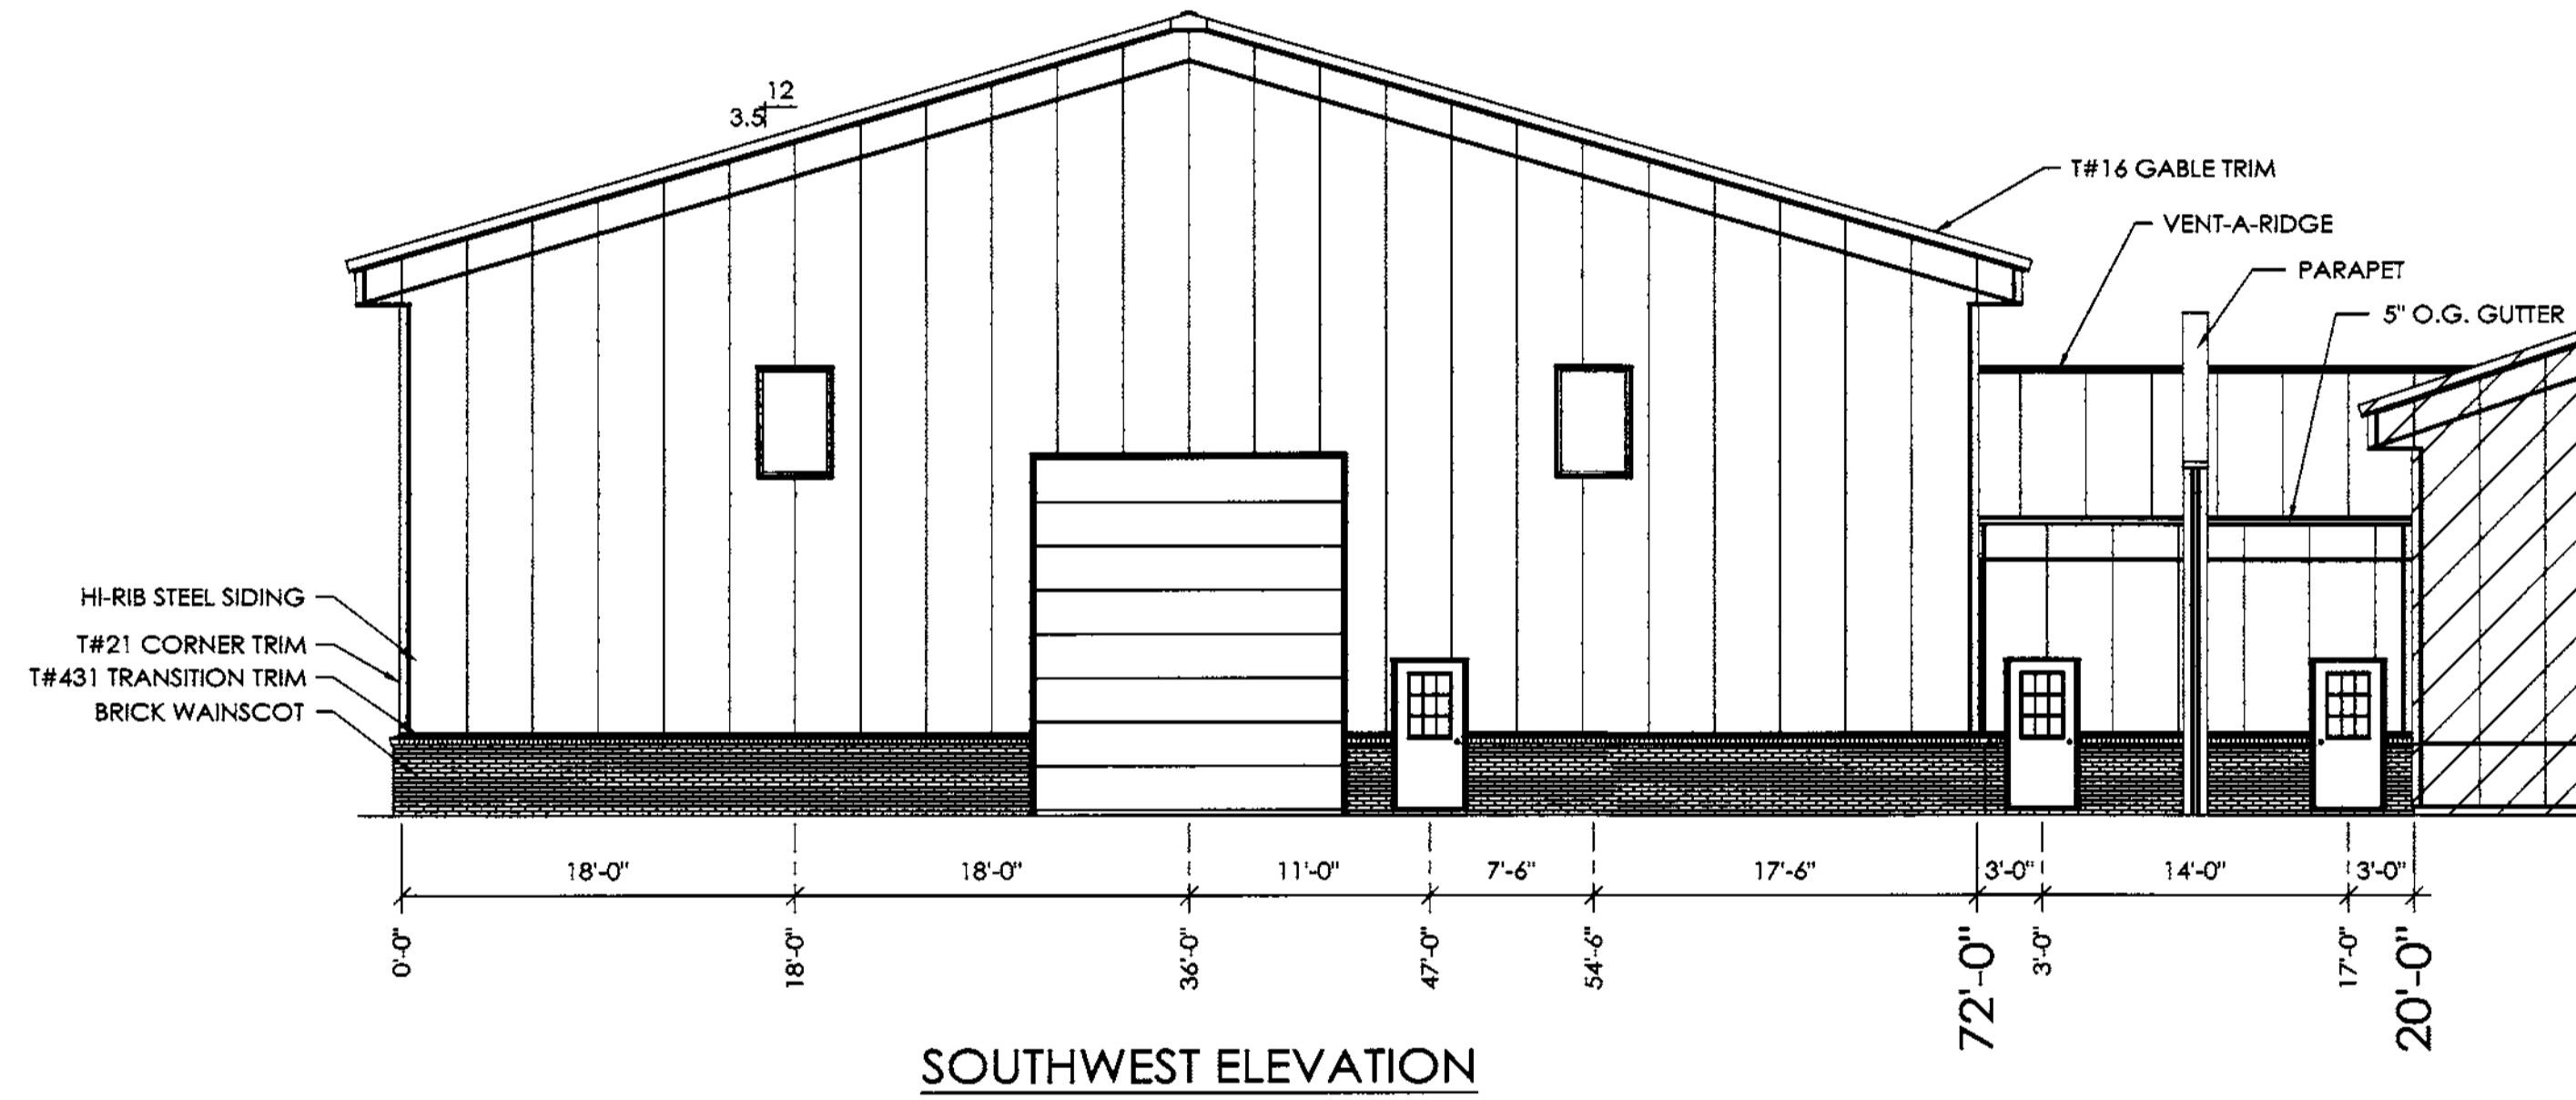 12
3.5
T#16 GABLE TRIM
VENT-A-RIDGE
PARAPET
5" O.G. GUTTER
HI-RIB STEEL SIDING
T#21 CORNER TRIM
T#431 TRANSITION TRIM
BRICK WAINSCOT
18'-0" 18'-0" 11'-0" 7'-6" 17'-6" 3'-0" 14'-0" 3'-0"
0'-0" 18'-0" 36'-0" 47'-0" 54'-6" 72'-0" 3'-0" 17'-0" 20'-0"
SOUTHWEST ELEVATION